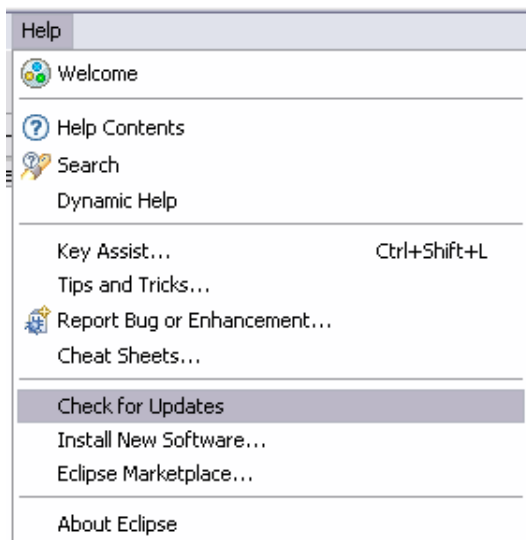 Help
Welcome
Help Contents
Search
Dynamic Help
Key Assist... Ctrl+Shift+L
Tips and Tricks...
Report Bug or Enhancement...
Cheat Sheets...
Check for Updates
Install New Software...
Eclipse Marketplace...
About Eclipse